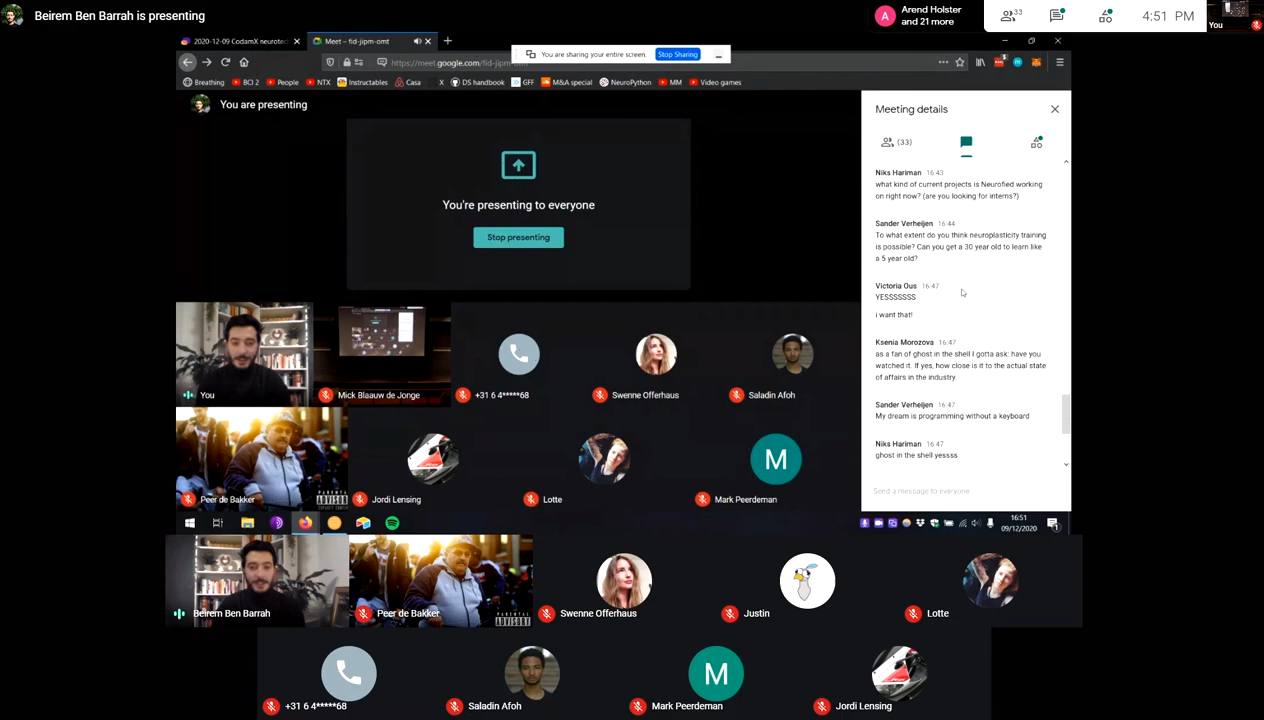 Beirem Ben Barrah is presenting
Arend Holster
and 21 more
A
33
4:51 PM
You
2020-12-09 CodamX neurotec
Meet – fid-jipm-omt
You are sharing your entire screen.
Stop Sharing
https://meet.google.com/fid-jipm-omt
Breathing
BCI 2
People
NTX
Instructables
Casa
X
DS handbook
GFF
M&A special
NeuroPython
MM
Video games
You are presenting
You're presenting to everyone
Stop presenting
Meeting details
(33)
Niks Hariman 16:43
what kind of current projects is Neurofied working
on right now? (are you looking for interns?)
Sander Verheijen 16:44
To what extent do you think neuroplasticity training
is possible? Can you get a 30 year old to learn like
a 5 year old?
Victoria Ous 16:47
YESSSSSSS
i want that!
Ksenia Morozova 16:47
as a fan of ghost in the shell I gotta ask: have you
watched it. If yes, how close is it to the actual state
of affairs in the industry.
Sander Verheijen 16:47
My dream is programming without a keyboard
Niks Hariman 16:47
ghost in the shell yessss
Send a message to everyone
You
Mick Blaauw de Jonge
+31 6 4*****68
Swenne Offerhaus
Saladin Afoh
Peer de Bakker
Jordi Lensing
Lotte
M
Mark Peerdeman
16:51
09/12/2020
Beirem Ben Barrah
Peer de Bakker
PARENTAL
ADVISORY
Swenne Offerhaus
Justin
Lotte
+31 6 4*****68
Saladin Afoh
M
Mark Peerdeman
Jordi Lensing